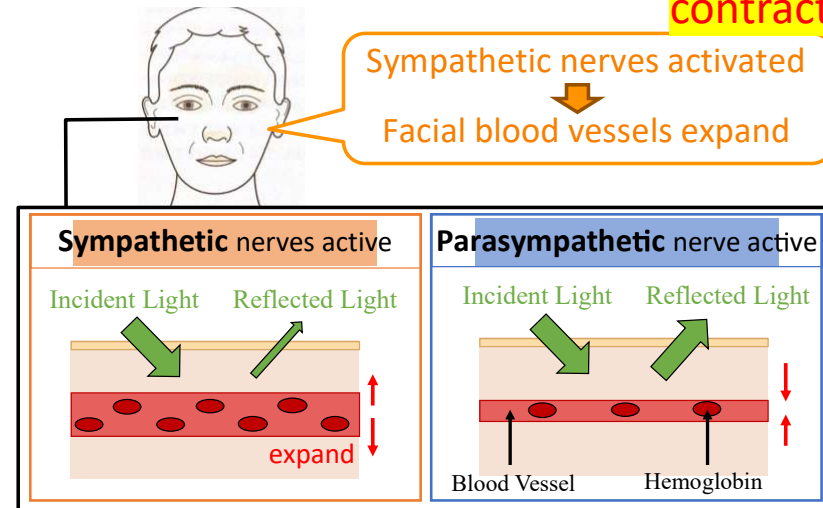 contract
Sympathetic nerves activated
Facial blood vessels expand
Sympathetic nerves active
Parasympathetic nerve active
Incident Light
Reflected Light
Incident Light
Reflected Light
expand
Blood Vessel
Hemoglobin